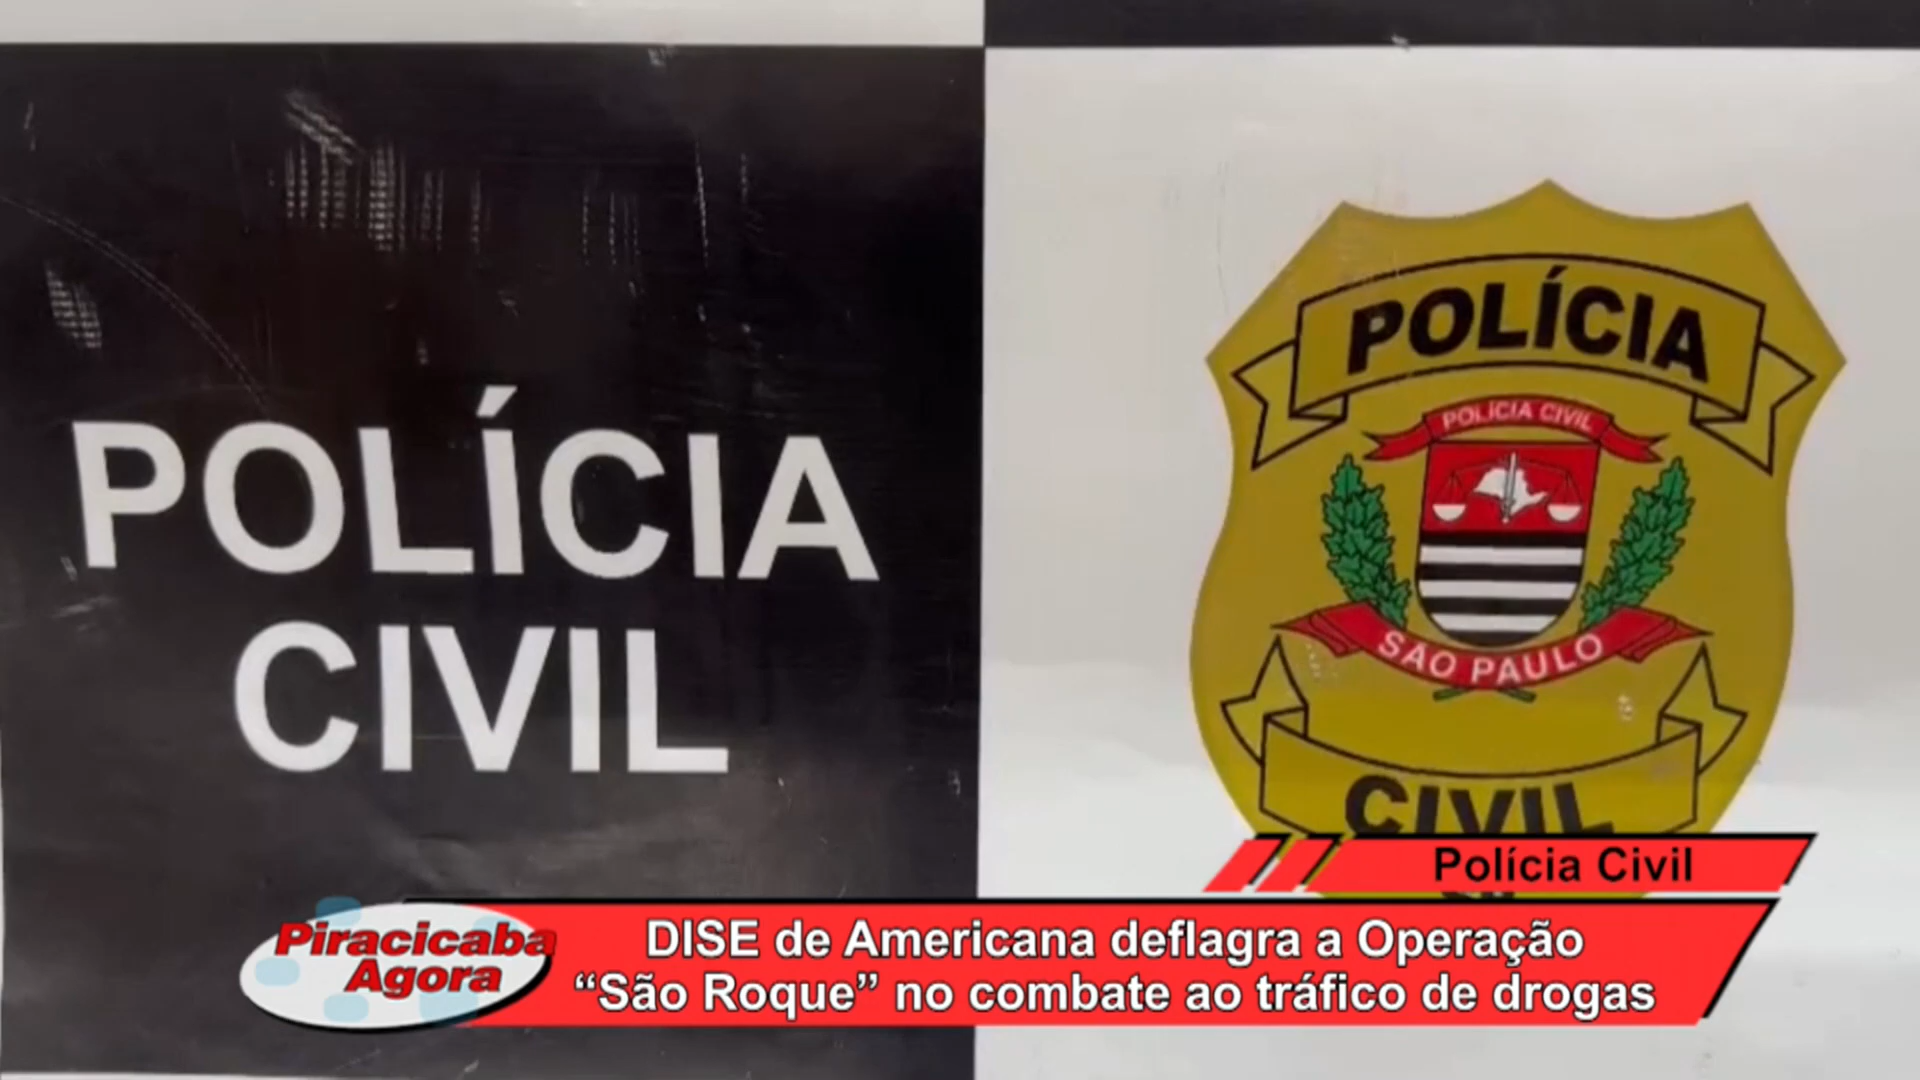 POLÍCIA
CIVIL
POLÍCIA
POLÍCIA CIVIL
SÃO PAULO
CIVIL
Polícia Civil
Piracicaba
Agora
DISE de Americana deflagra a Operação
“São Roque” no combate ao tráfico de drogas